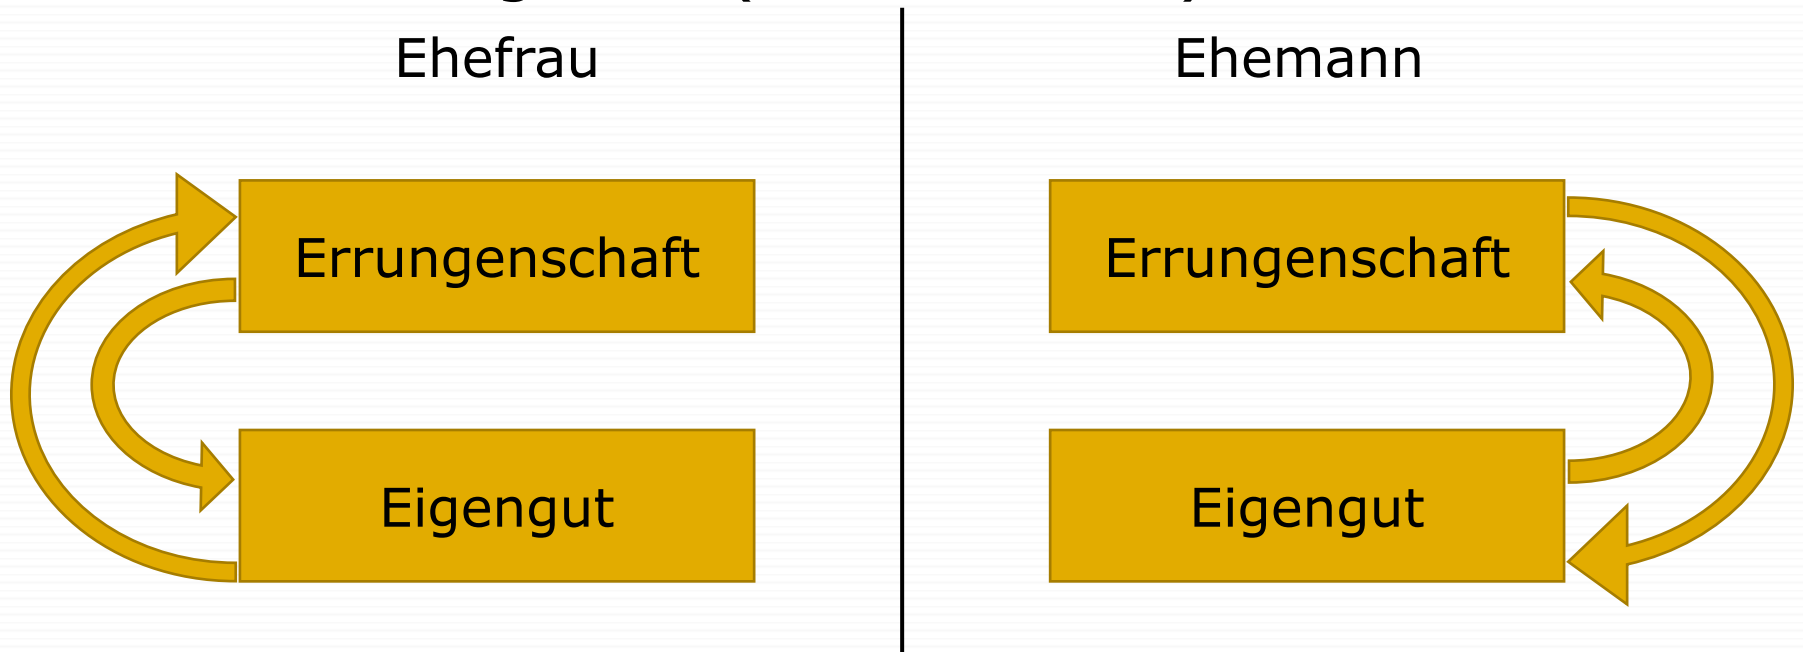 Ehefrau
Ehemann
Errungenschaft
Errungenschaft
Eigengut
Eigengut